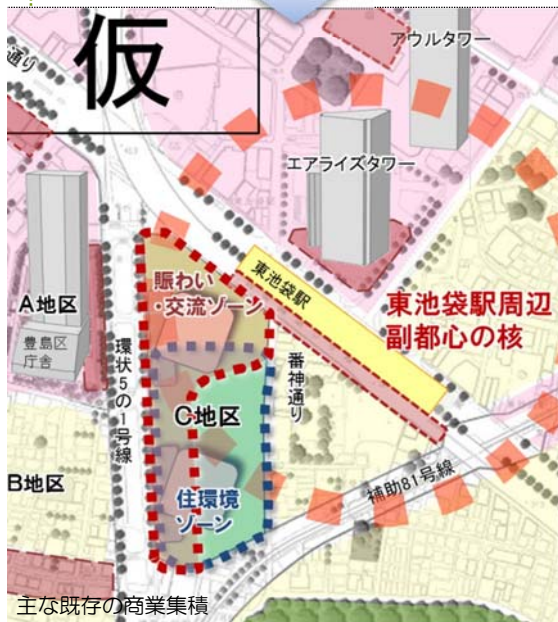 仮
通り
アウルタワー
エアライズタワー
東池袋駅
賑わい
・交流ゾーン
東池袋駅周辺
副都心の核
A地区
豊島区
庁舎
環状5の1号線
番神通り
C地区
B地区
住環境
ゾーン
補助81号線
主な既存の商業集積